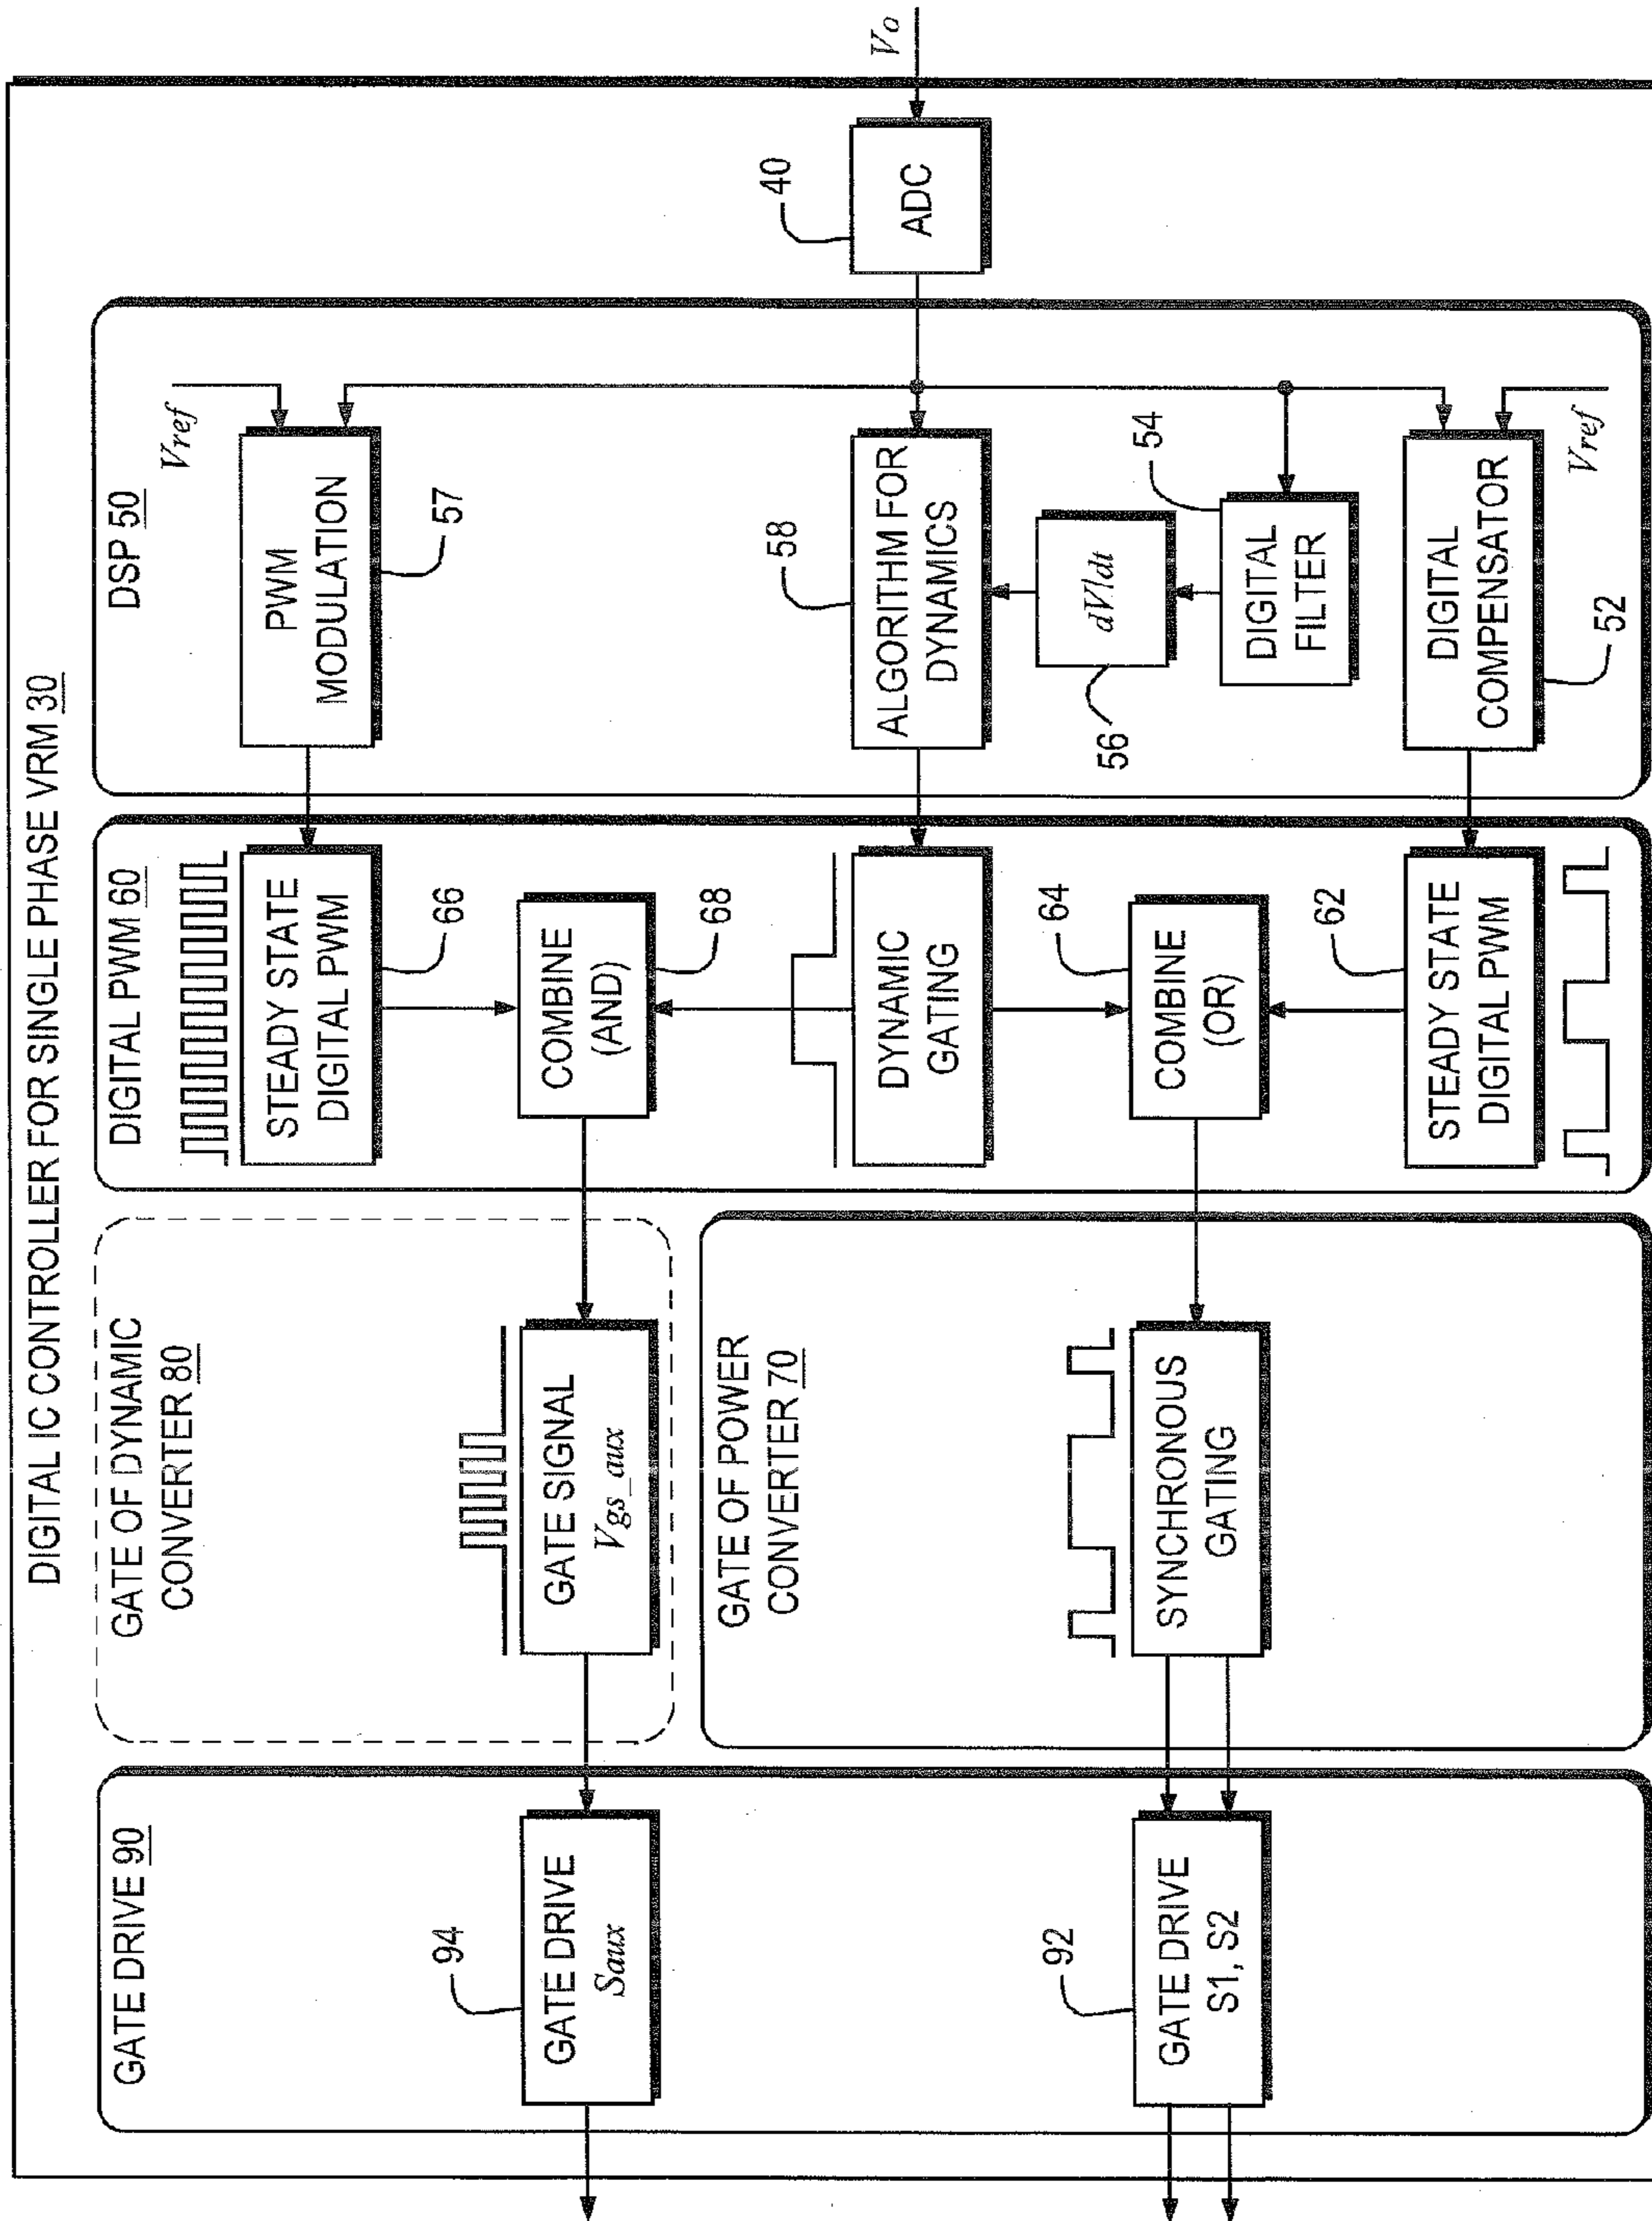 DIGITAL IC CONTROLLER FOR SINGLE PHASE VRM 30
GATE DRIVE 90
94
GATE DRIVE
Saux
92
GATE DRIVE
S1, S2
GATE OF DYNAMIC
CONVERTER 80
GATE SIGNAL
Vgs_aux
GATE OF POWER
CONVERTER 70
SYNCHRONOUS
GATING
DIGITAL PWM 60
STEADY STATE
DIGITAL PWM
66
COMBINE
(AND)
68
DYNAMIC
GATING
64
COMBINE
(OR)
62
STEADY STATE
DIGITAL PWM
DSP 50
Vref
PWM
MODULATION
57
58
ALGORITHM FOR
DYNAMICS
dV/dt
56
54
DIGITAL
FILTER
DIGITAL
COMPENSATOR
52
Vref
40
ADC
Vo